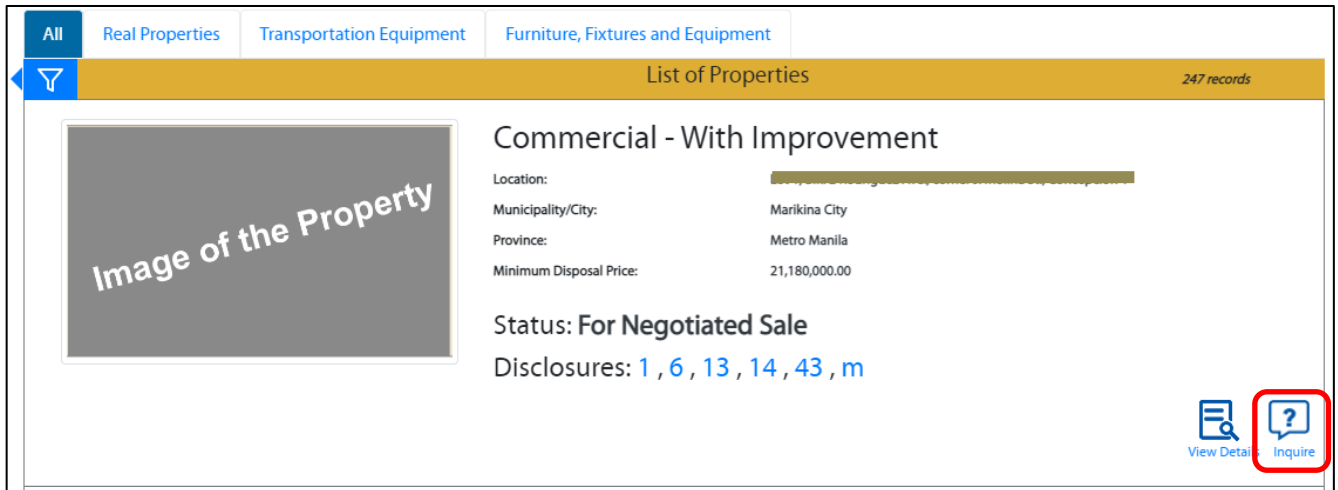 All Real Properties Transportation Equipment Furniture, Fixtures and Equipment
List of Properties 247 records
Image of the Property
Commercial - With Improvement
Location:
Municipality/City: Marikina City
Province: Metro Manila
Minimum Disposal Price: 21,180,000.00
Status: For Negotiated Sale
Disclosures: 1 , 6 , 13 , 14 , 43 , m
?
View Details Inquire